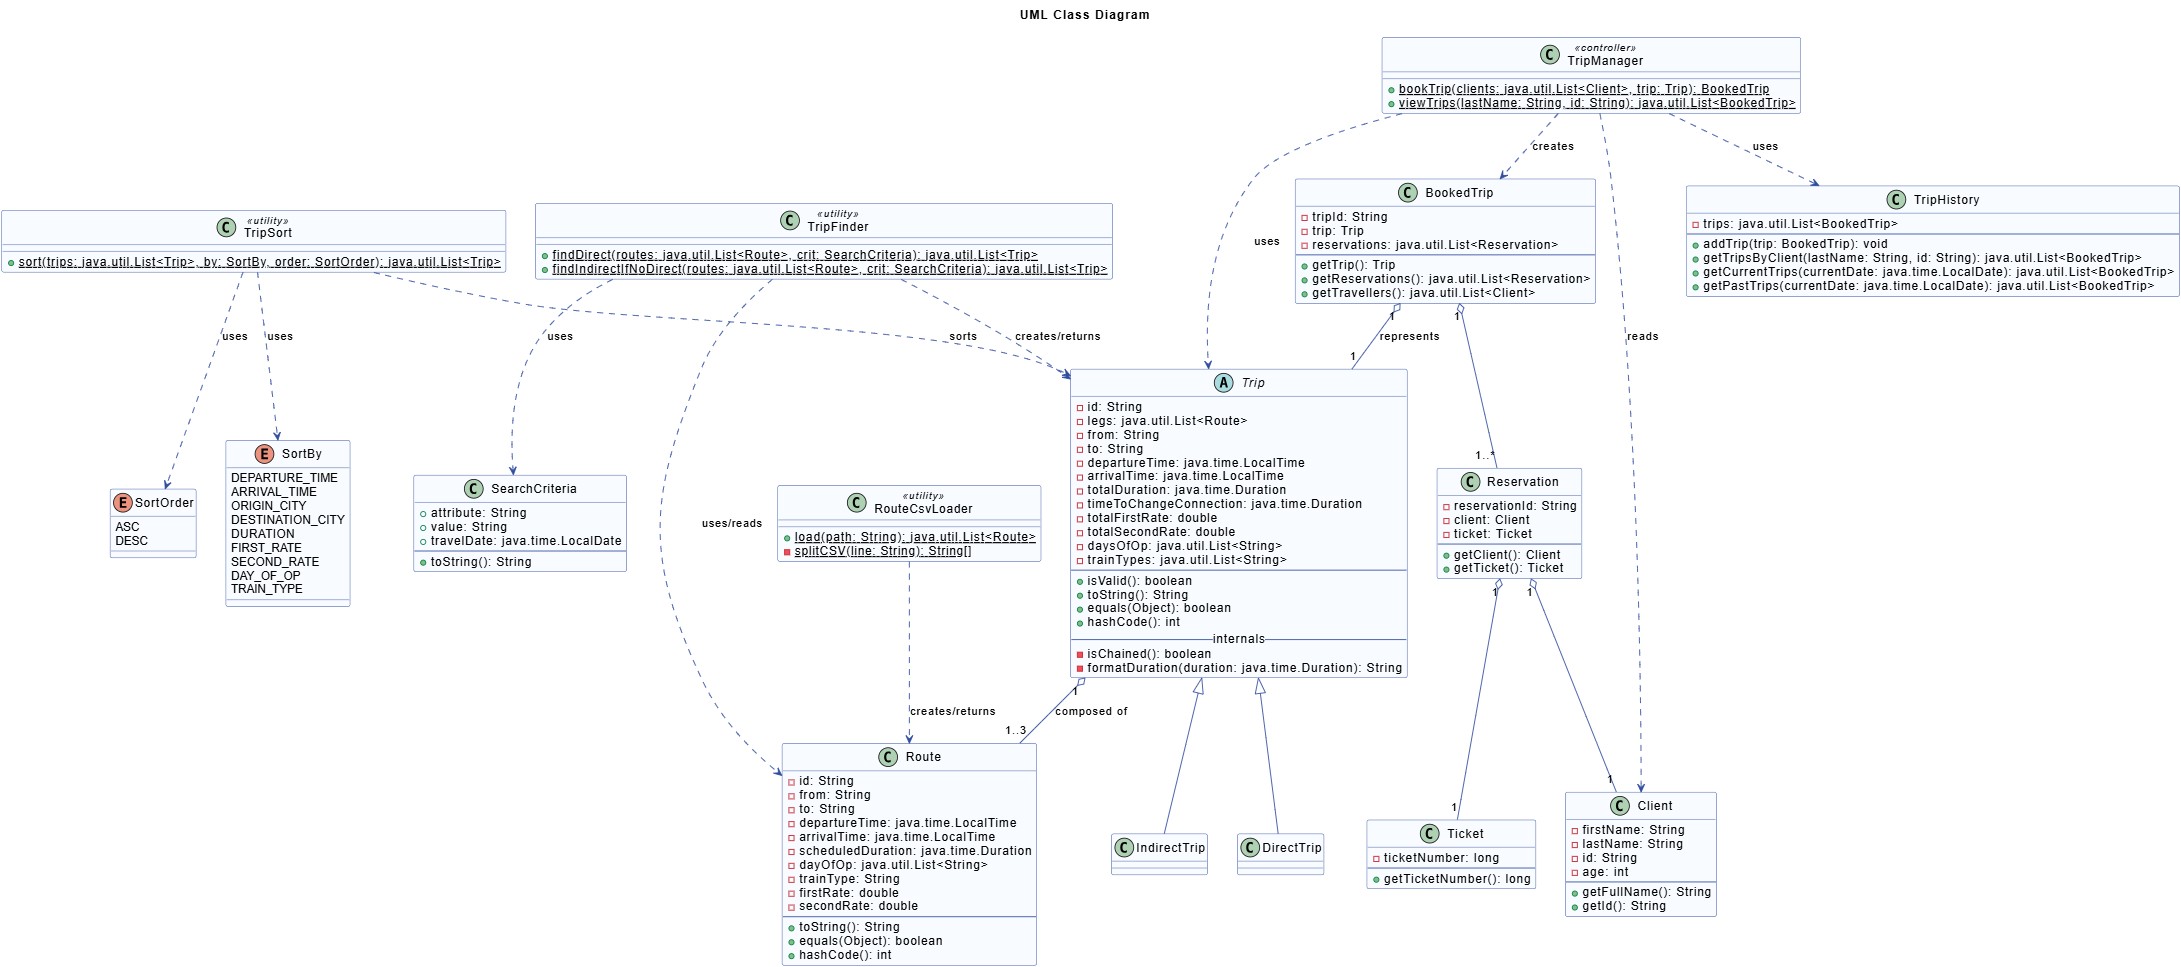 UML Class Diagram
«controller»
C TripManager
bookTrip(clients: java.util.List<Client>, trip: Trip): BookedTrip
viewTrips(lastName: String, id: String): java.util.List<BookedTrip>
uses
creates
uses
reads
C BookedTrip
tripId: String
trip: Trip
reservations: java.util.List<Reservation>
getTrip(): Trip
getReservations(): java.util.List<Reservation>
getTravellers(): java.util.List<Client>
C TripHistory
trips: java.util.List<BookedTrip>
addTrip(trip: BookedTrip): void
getTripsByClient(lastName: String, id: String): java.util.List<BookedTrip>
getCurrentTrips(currentDate: java.time.LocalDate): java.util.List<BookedTrip>
getPastTrips(currentDate: java.time.LocalDate): java.util.List<BookedTrip>
«utility»
C TripSort
sort(trips: java.util.List<Trip>, by: SortBy, order: SortOrder): java.util.List<Trip>
«utility»
C TripFinder
findDirect(routes: java.util.List<Route>, crit: SearchCriteria): java.util.List<Trip>
findIndirectIfNoDirect(routes: java.util.List<Route>, crit: SearchCriteria): java.util.List<Trip>
uses
uses
uses
sorts
creates/returns
1
represents
1
1
1..*
E SortOrder
ASC
DESC
E SortBy
DEPARTURE_TIME
ARRIVAL_TIME
ORIGIN_CITY
DESTINATION_CITY
DURATION
FIRST_RATE
SECOND_RATE
DAY_OF_OP
TRAIN_TYPE
C SearchCriteria
attribute: String
value: String
travelDate: java.time.LocalDate
toString(): String
uses/reads
«utility»
C RouteCsvLoader
load(path: String): java.util.List<Route>
splitCSV(line: String): String[]
creates/returns
A Trip
id: String
legs: java.util.List<Route>
from: String
to: String
departureTime: java.time.LocalTime
arrivalTime: java.time.LocalTime
totalDuration: java.time.Duration
timeToChangeConnection: java.time.Duration
totalFirstRate: double
totalSecondRate: double
daysOfOp: java.util.List<String>
trainTypes: java.util.List<String>
isValid(): boolean
toString(): String
equals(Object): boolean
hashCode(): int
internals
isChained(): boolean
formatDuration(duration: java.time.Duration): String
1
composed of
1..3
C Reservation
reservationId: String
client: Client
ticket: Ticket
getClient(): Client
getTicket(): Ticket
1
1
1
1
C Route
id: String
from: String
to: String
departureTime: java.time.LocalTime
arrivalTime: java.time.LocalTime
scheduledDuration: java.time.Duration
dayOfOp: java.util.List<String>
trainType: String
firstRate: double
secondRate: double
toString(): String
equals(Object): boolean
hashCode(): int
C IndirectTrip
C DirectTrip
C Ticket
ticketNumber: long
getTicketNumber(): long
C Client
firstName: String
lastName: String
id: String
age: int
getFullName(): String
getId(): String